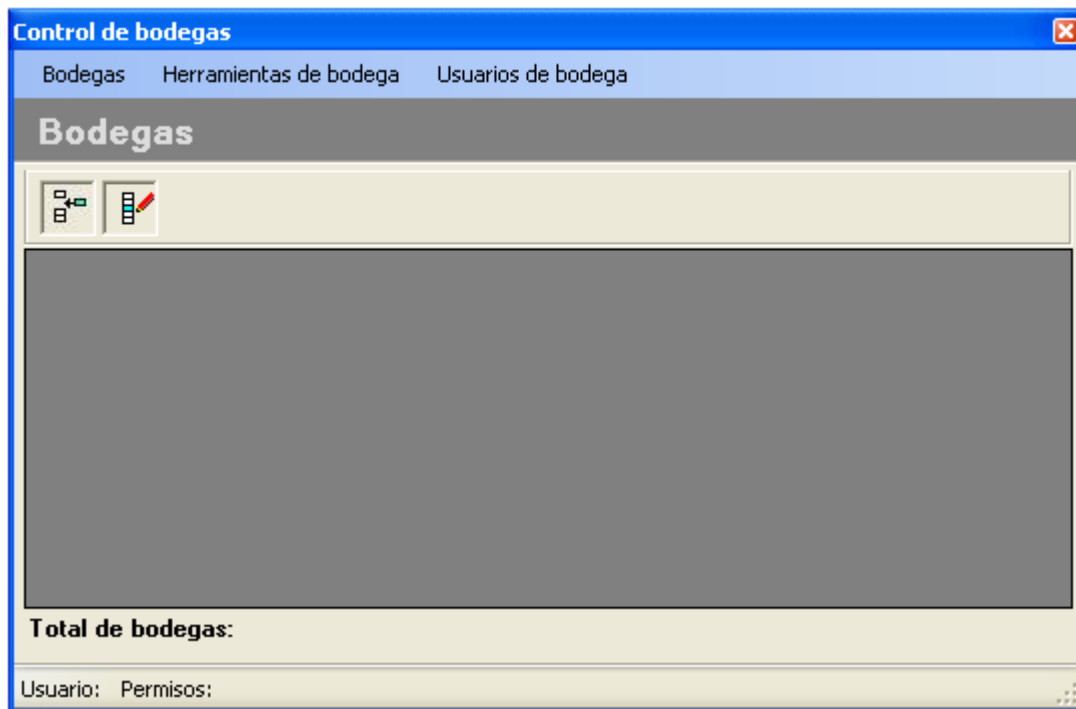 Control de bodegas
Bodegas Herramientas de bodega Usuarios de bodega
Bodegas
Total de bodegas:
Usuario: Permisos: